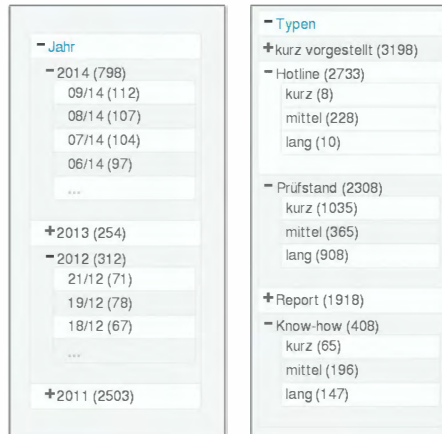 Jahr
2014 (798)
09/14 (112)
08/14 (107)
07/14 (104)
06/14 (97)
...
2013 (254)
2012 (312)
21/12 (71)
19/12 (78)
18/12 (67)
...
2011 (2503)
Typen
kurz vorgestellt (3198)
Hotline (2733)
kurz (8)
mittel (228)
lang (10)
Prüfstand (2308)
kurz (1035)
mittel (365)
lang (908)
Report (1918)
Know-how (408)
kurz (65)
mittel (196)
lang (147)